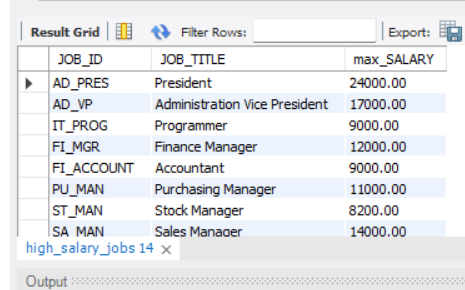 Result Grid Filter Rows: Export:
JOB_ID JOB_TITLE max_SALARY
AD_PRES President 24000.00
AD_VP Administration Vice President 17000.00
IT_PROG Programmer 9000.00
FI_MGR Finance Manager 12000.00
FI_ACCOUNT Accountant 9000.00
PU_MAN Purchasing Manager 11000.00
ST_MAN Stock Manager 8200.00
SA_MAN Sales Manager 14000.00
high_salary_jobs 14
Output